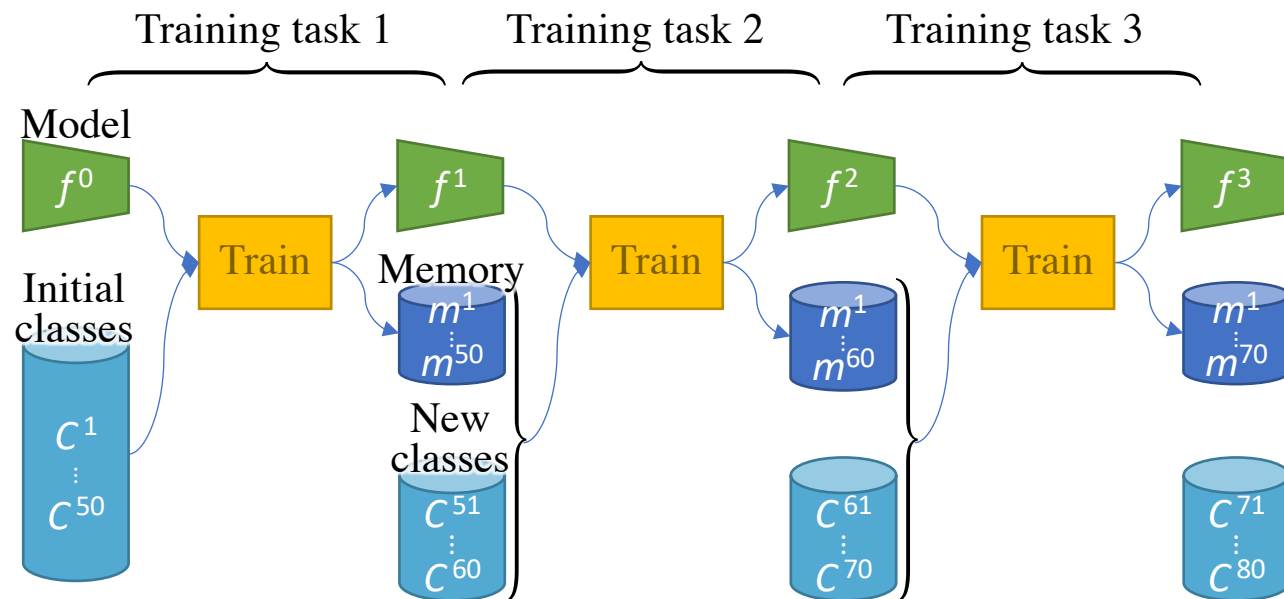 Training task 1 Training task 2 Training task 3
Model
f⁰ f¹ f² f³
Train Train Train
Initial
classes
Memory
m¹ m¹ m¹
⋮ ⋮ ⋮
m⁵⁰ m⁶⁰ m⁷⁰
New
classes
C¹
⋮
C⁵⁰
C⁵¹ C⁶¹ C⁷¹
⋮ ⋮ ⋮
C⁶⁰ C⁷⁰ C⁸⁰